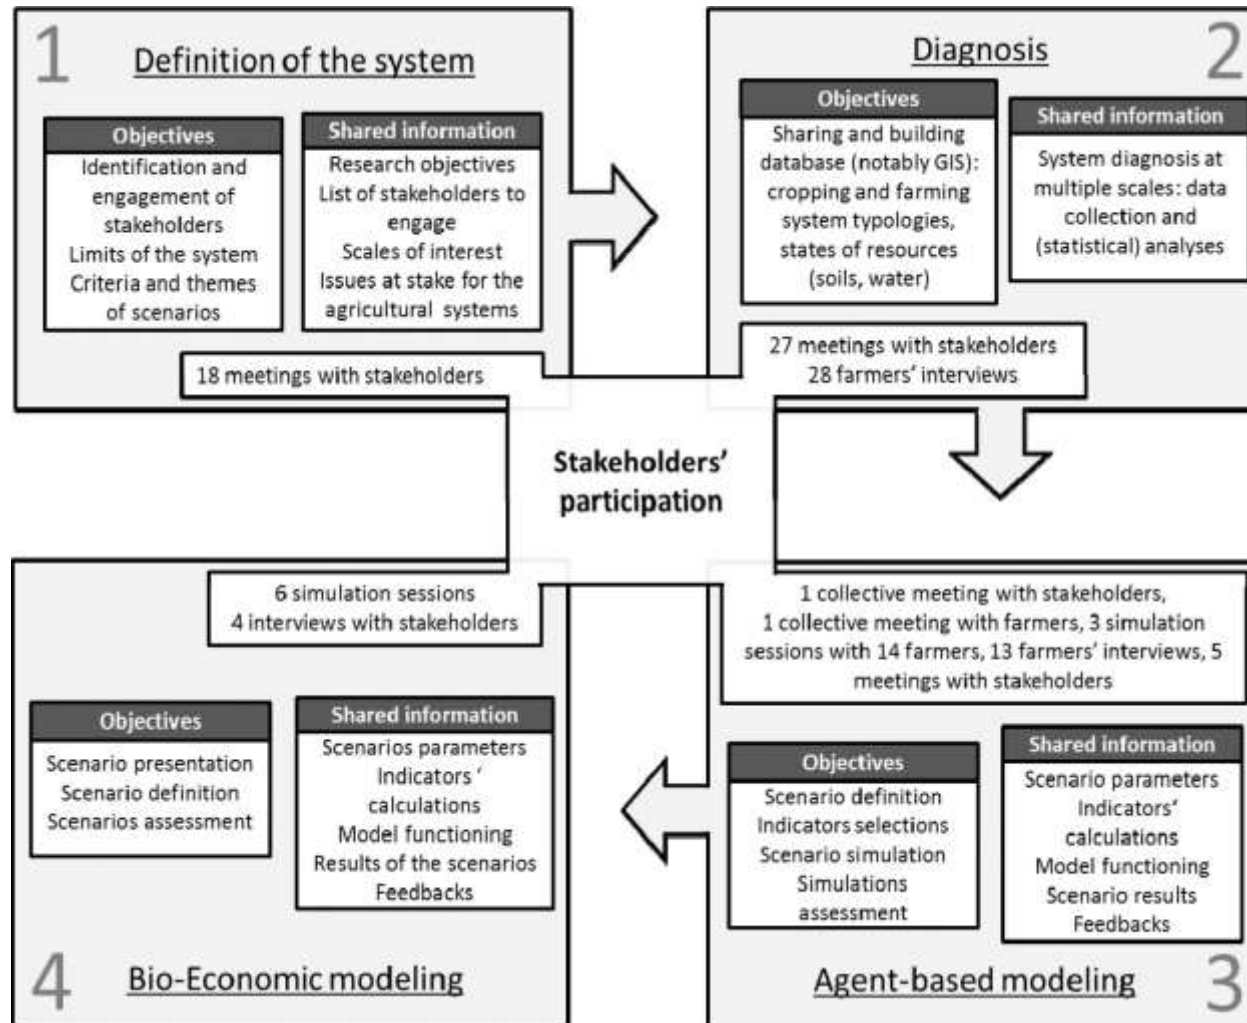 1
Definition of the system
Objectives
Identification and
engagement of
stakeholders
Limits of the system
Criteria and themes
of scenarios
Shared information
Research objectives
List of stakeholders to
engage
Scales of interest
Issues at stake for the
agricultural systems
18 meetings with stakeholders
2
Diagnosis
Objectives
Sharing and building
database (notably GIS):
cropping and farming
system typologies,
states of resources
(soils, water)
Shared information
System diagnosis at
multiple scales: data
collection and
(statistical) analyses
27 meetings with stakeholders
28 farmers' interviews
Stakeholders'
participation
1 collective meeting with stakeholders,
1 collective meeting with farmers, 3 simulation
sessions with 14 farmers, 13 farmers' interviews, 5
meetings with stakeholders
Objectives
Scenario definition
Indicators selections
Scenario simulation
Simulations
assessment
Shared information
Scenario parameters
Indicators'
calculations
Model functioning
Scenario results
Feedbacks
Agent-based modeling
3
6 simulation sessions
4 interviews with stakeholders
Objectives
Scenario presentation
Scenario definition
Scenarios assessment
Shared information
Scenarios parameters
Indicators '
calculations
Model functioning
Results of the scenarios
Feedbacks
4
Bio-Economic modeling